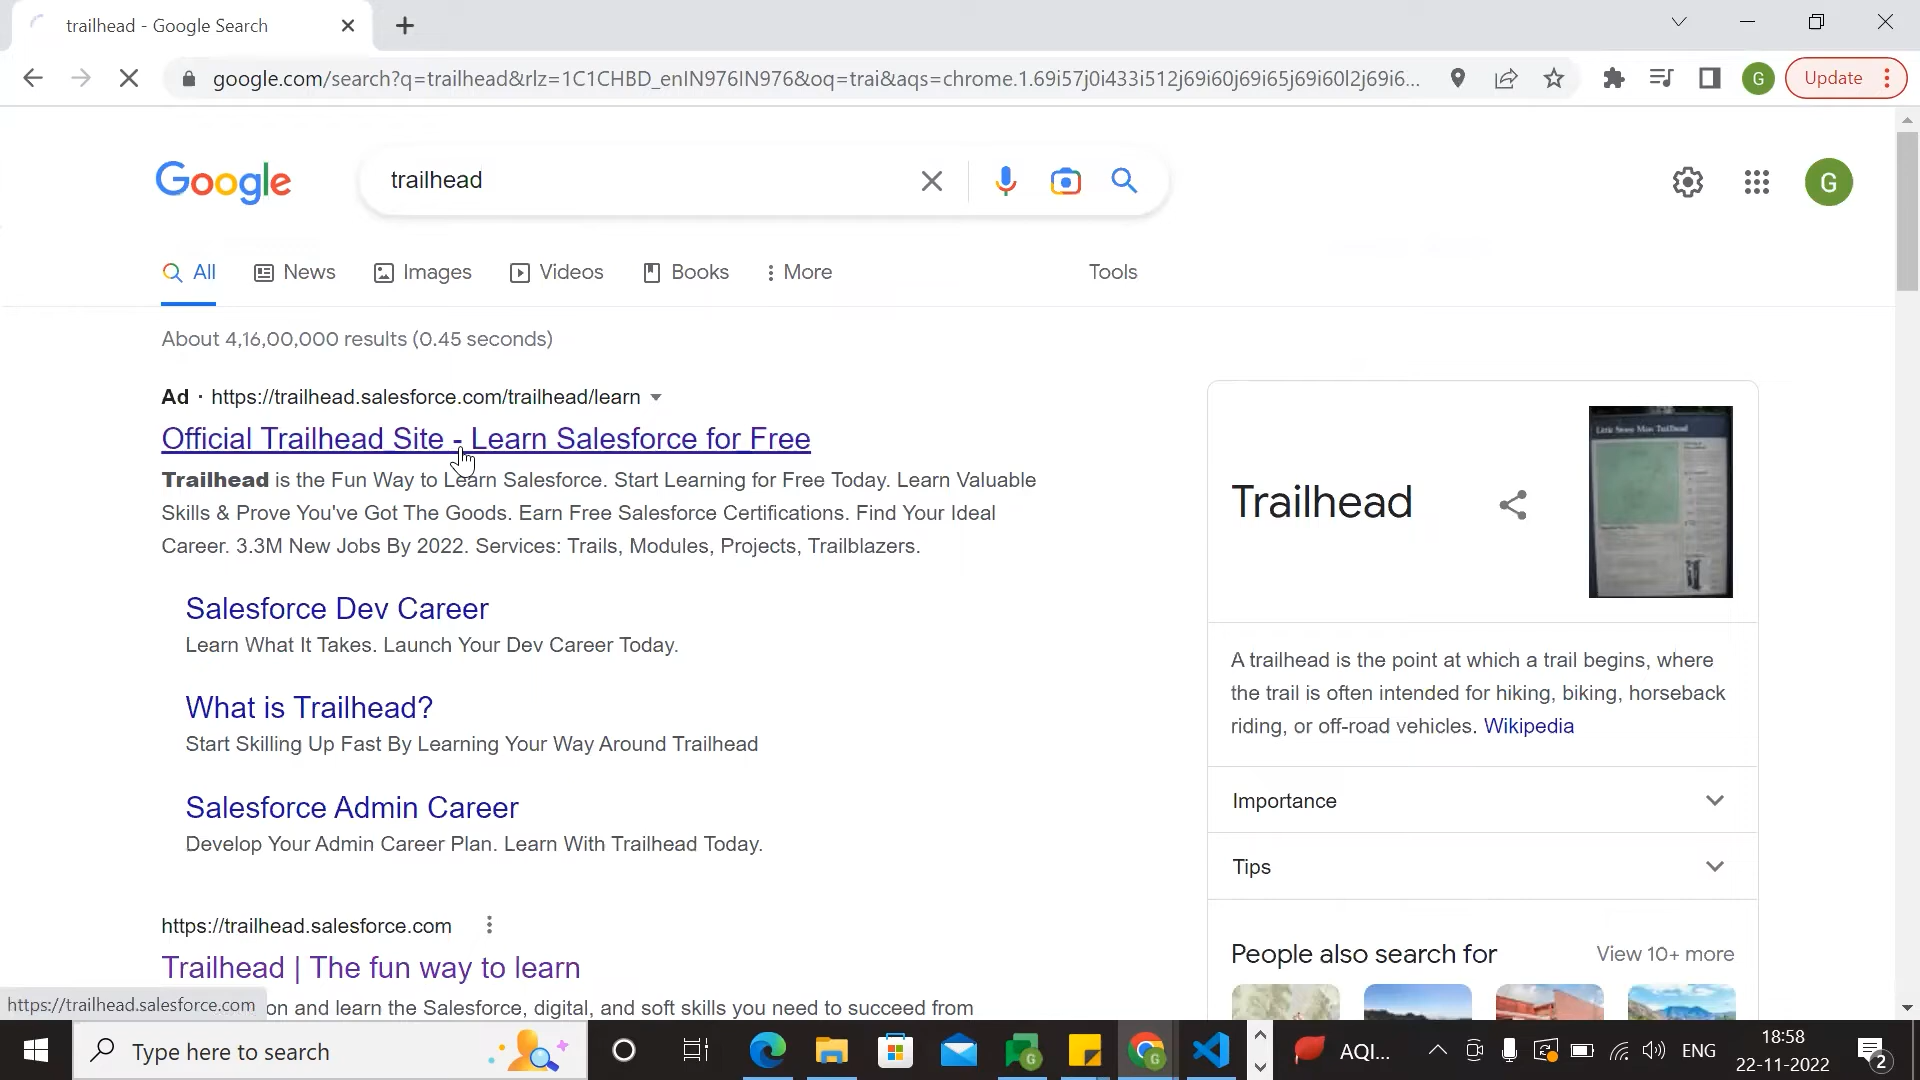 trailhead - Google Search
google.com/search?q=trailhead&rlz=1C1CHBD_enIN976IN976&oq=trai&aqs=chrome.1.69i57j0i433i512j69i60j69i65j69i60l2j69i6...
G
Update
Google
trailhead
G
All
News
Images
Videos
Books
More
Tools
About 4,16,00,000 results (0.45 seconds)
Ad · https://trailhead.salesforce.com/trailhead/learn
Official Trailhead Site - Learn Salesforce for Free
Trailhead is the Fun Way to Learn Salesforce. Start Learning for Free Today. Learn Valuable
Skills & Prove You've Got The Goods. Earn Free Salesforce Certifications. Find Your Ideal
Career. 3.3M New Jobs By 2022. Services: Trails, Modules, Projects, Trailblazers.
Salesforce Dev Career
Learn What It Takes. Launch Your Dev Career Today.
What is Trailhead?
Start Skilling Up Fast By Learning Your Way Around Trailhead
Salesforce Admin Career
Develop Your Admin Career Plan. Learn With Trailhead Today.
https://trailhead.salesforce.com
Trailhead | The fun way to learn
on and learn the Salesforce, digital, and soft skills you need to succeed from
https://trailhead.salesforce.com
Trailhead
A trailhead is the point at which a trail begins, where
the trail is often intended for hiking, biking, horseback
riding, or off-road vehicles. Wikipedia
Importance
Tips
People also search for
View 10+ more
Type here to search
AQI...
ENG
18:58
22-11-2022
2